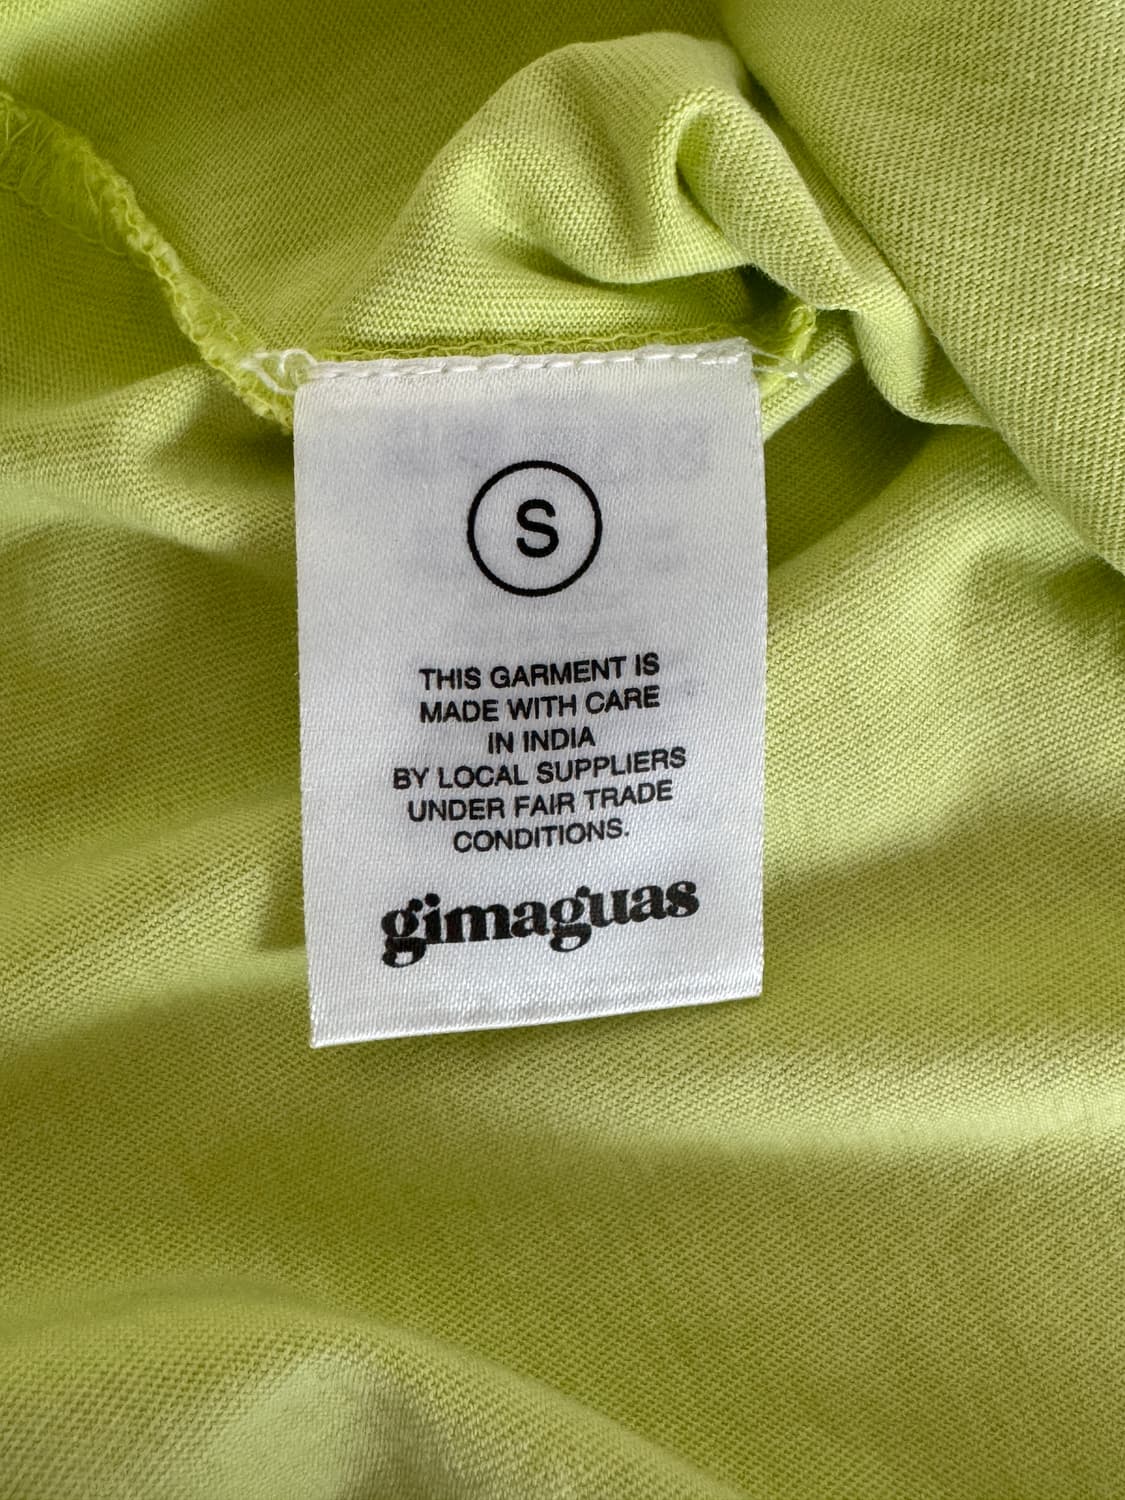 S
THIS GARMENT IS
MADE WITH CARE
IN INDIA
BY LOCAL SUPPLIERS
UNDER FAIR TRADE
CONDITIONS.
gimaguas